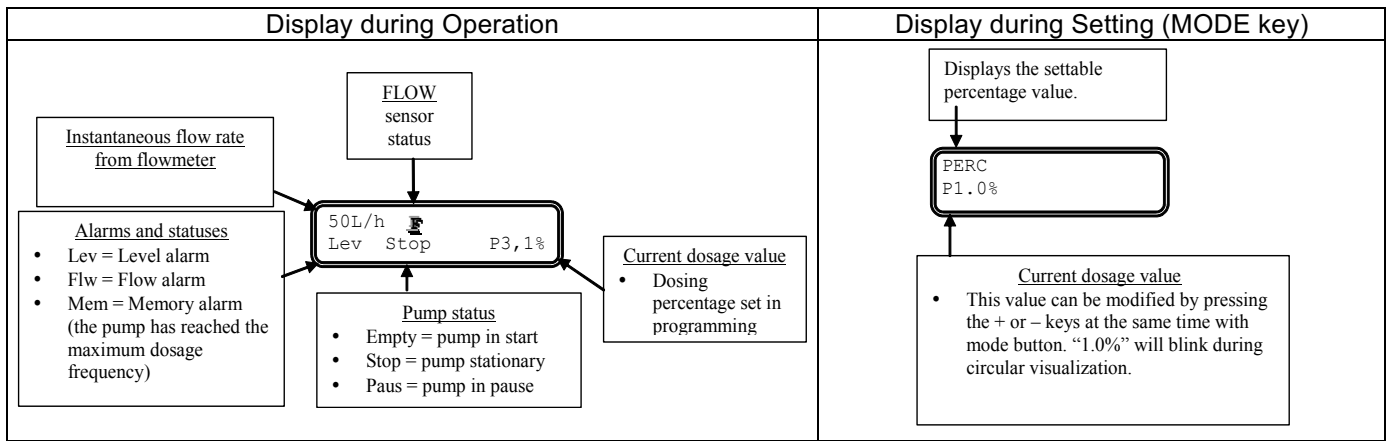 Display during Operation
Display during Setting (MODE key)
FLOW
sensor
status
Instantaneous flow rate
from flowmeter
50L/h F
Lev Stop P3,1%
Alarms and statuses
• Lev = Level alarm
• Flw = Flow alarm
• Mem = Memory alarm
(the pump has reached the
maximum dosage
frequency)
Pump status
• Empty = pump in start
• Stop = pump stationary
• Paus = pump in pause
Current dosage value
• Dosing
percentage set in
programming
Displays the settable
percentage value.
PERC
P1.0%
Current dosage value
• This value can be modified by pressing
the + or – keys at the same time with
mode button. “1.0%” will blink during
circular visualization.